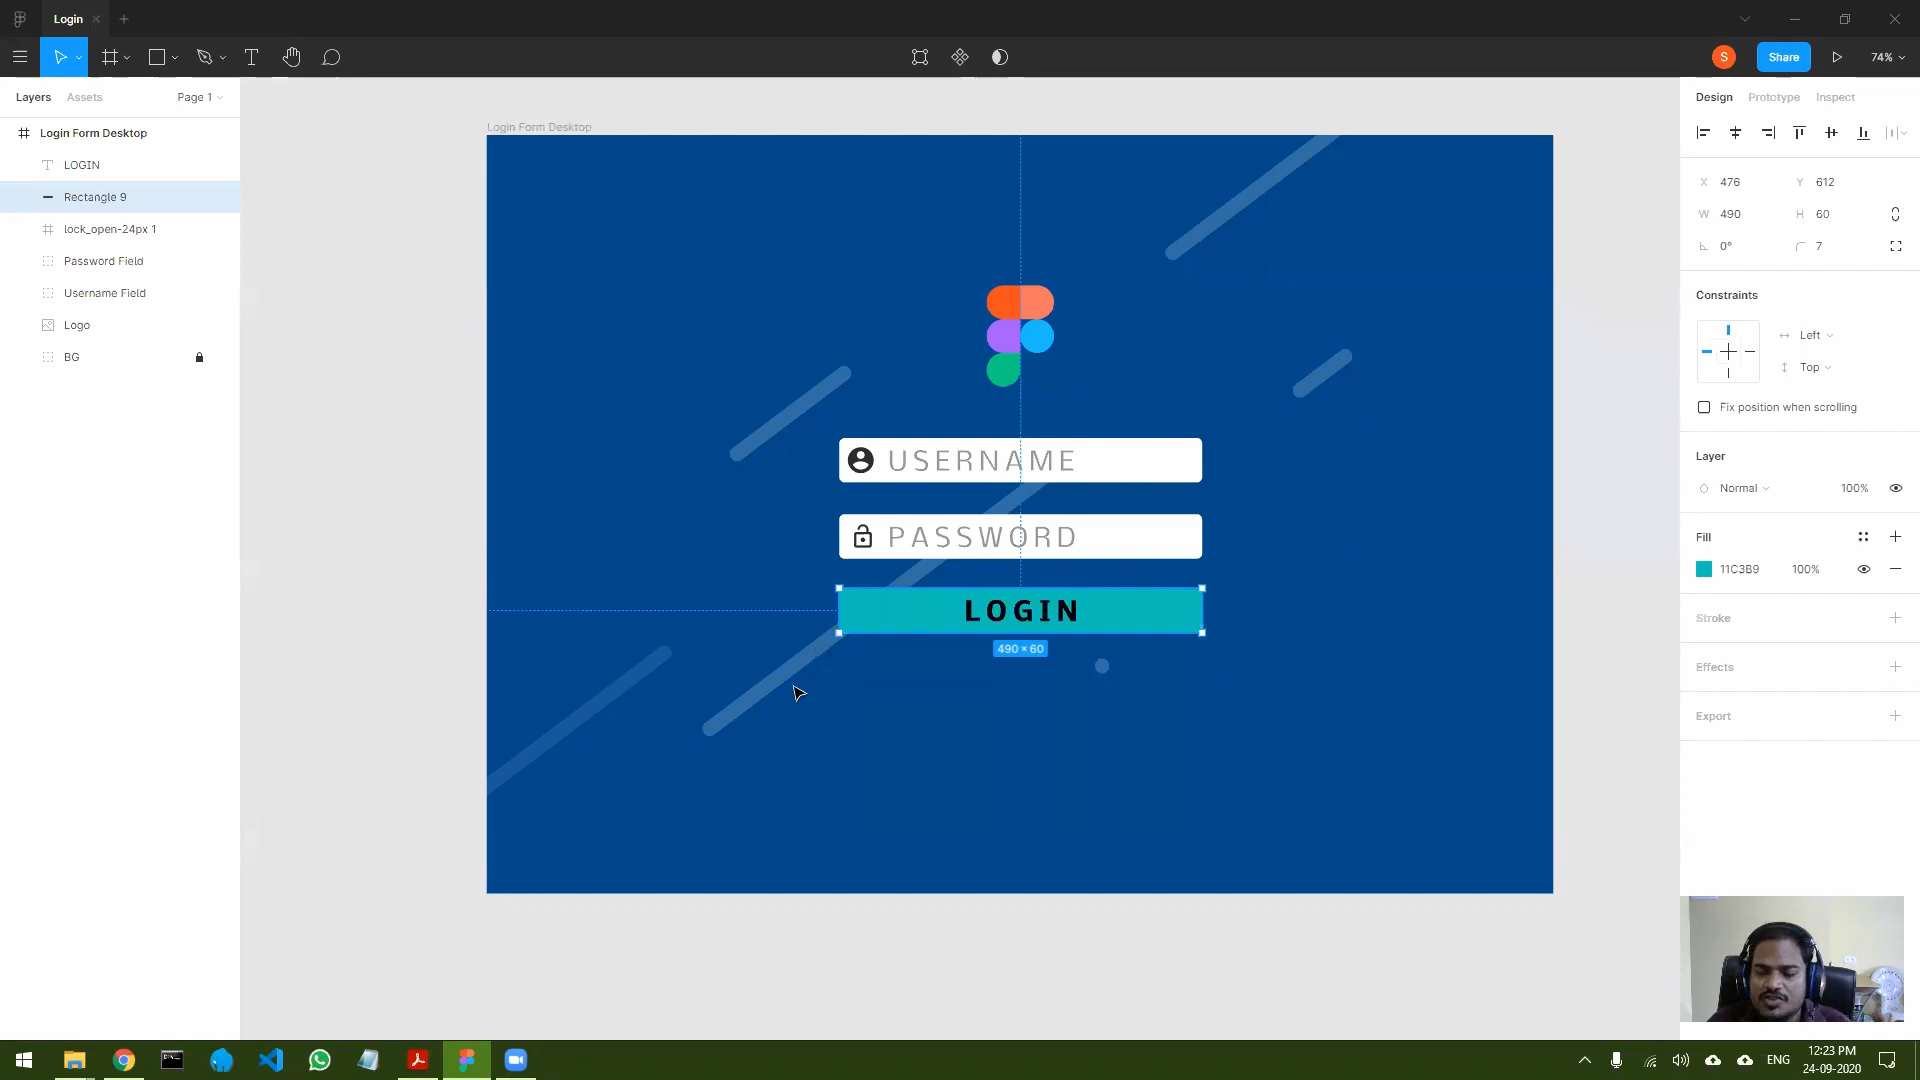 Login
S
Share
74%
Layers
Assets
Page 1
Login Form Desktop
LOGIN
Rectangle 9
lock_open-24px 1
Password Field
Username Field
Logo
BG
Login Form Desktop
USERNAME
PASSWORD
LOGIN
490 × 60
Design
Prototype
Inspect
X 476
Y 612
W 490
H 60
0°
7
Constraints
Left
Top
Fix position when scrolling
Layer
Normal
100%
Fill
11C3B9
100%
Stroke
Effects
Export
ENG
12:23 PM
24-09-2020